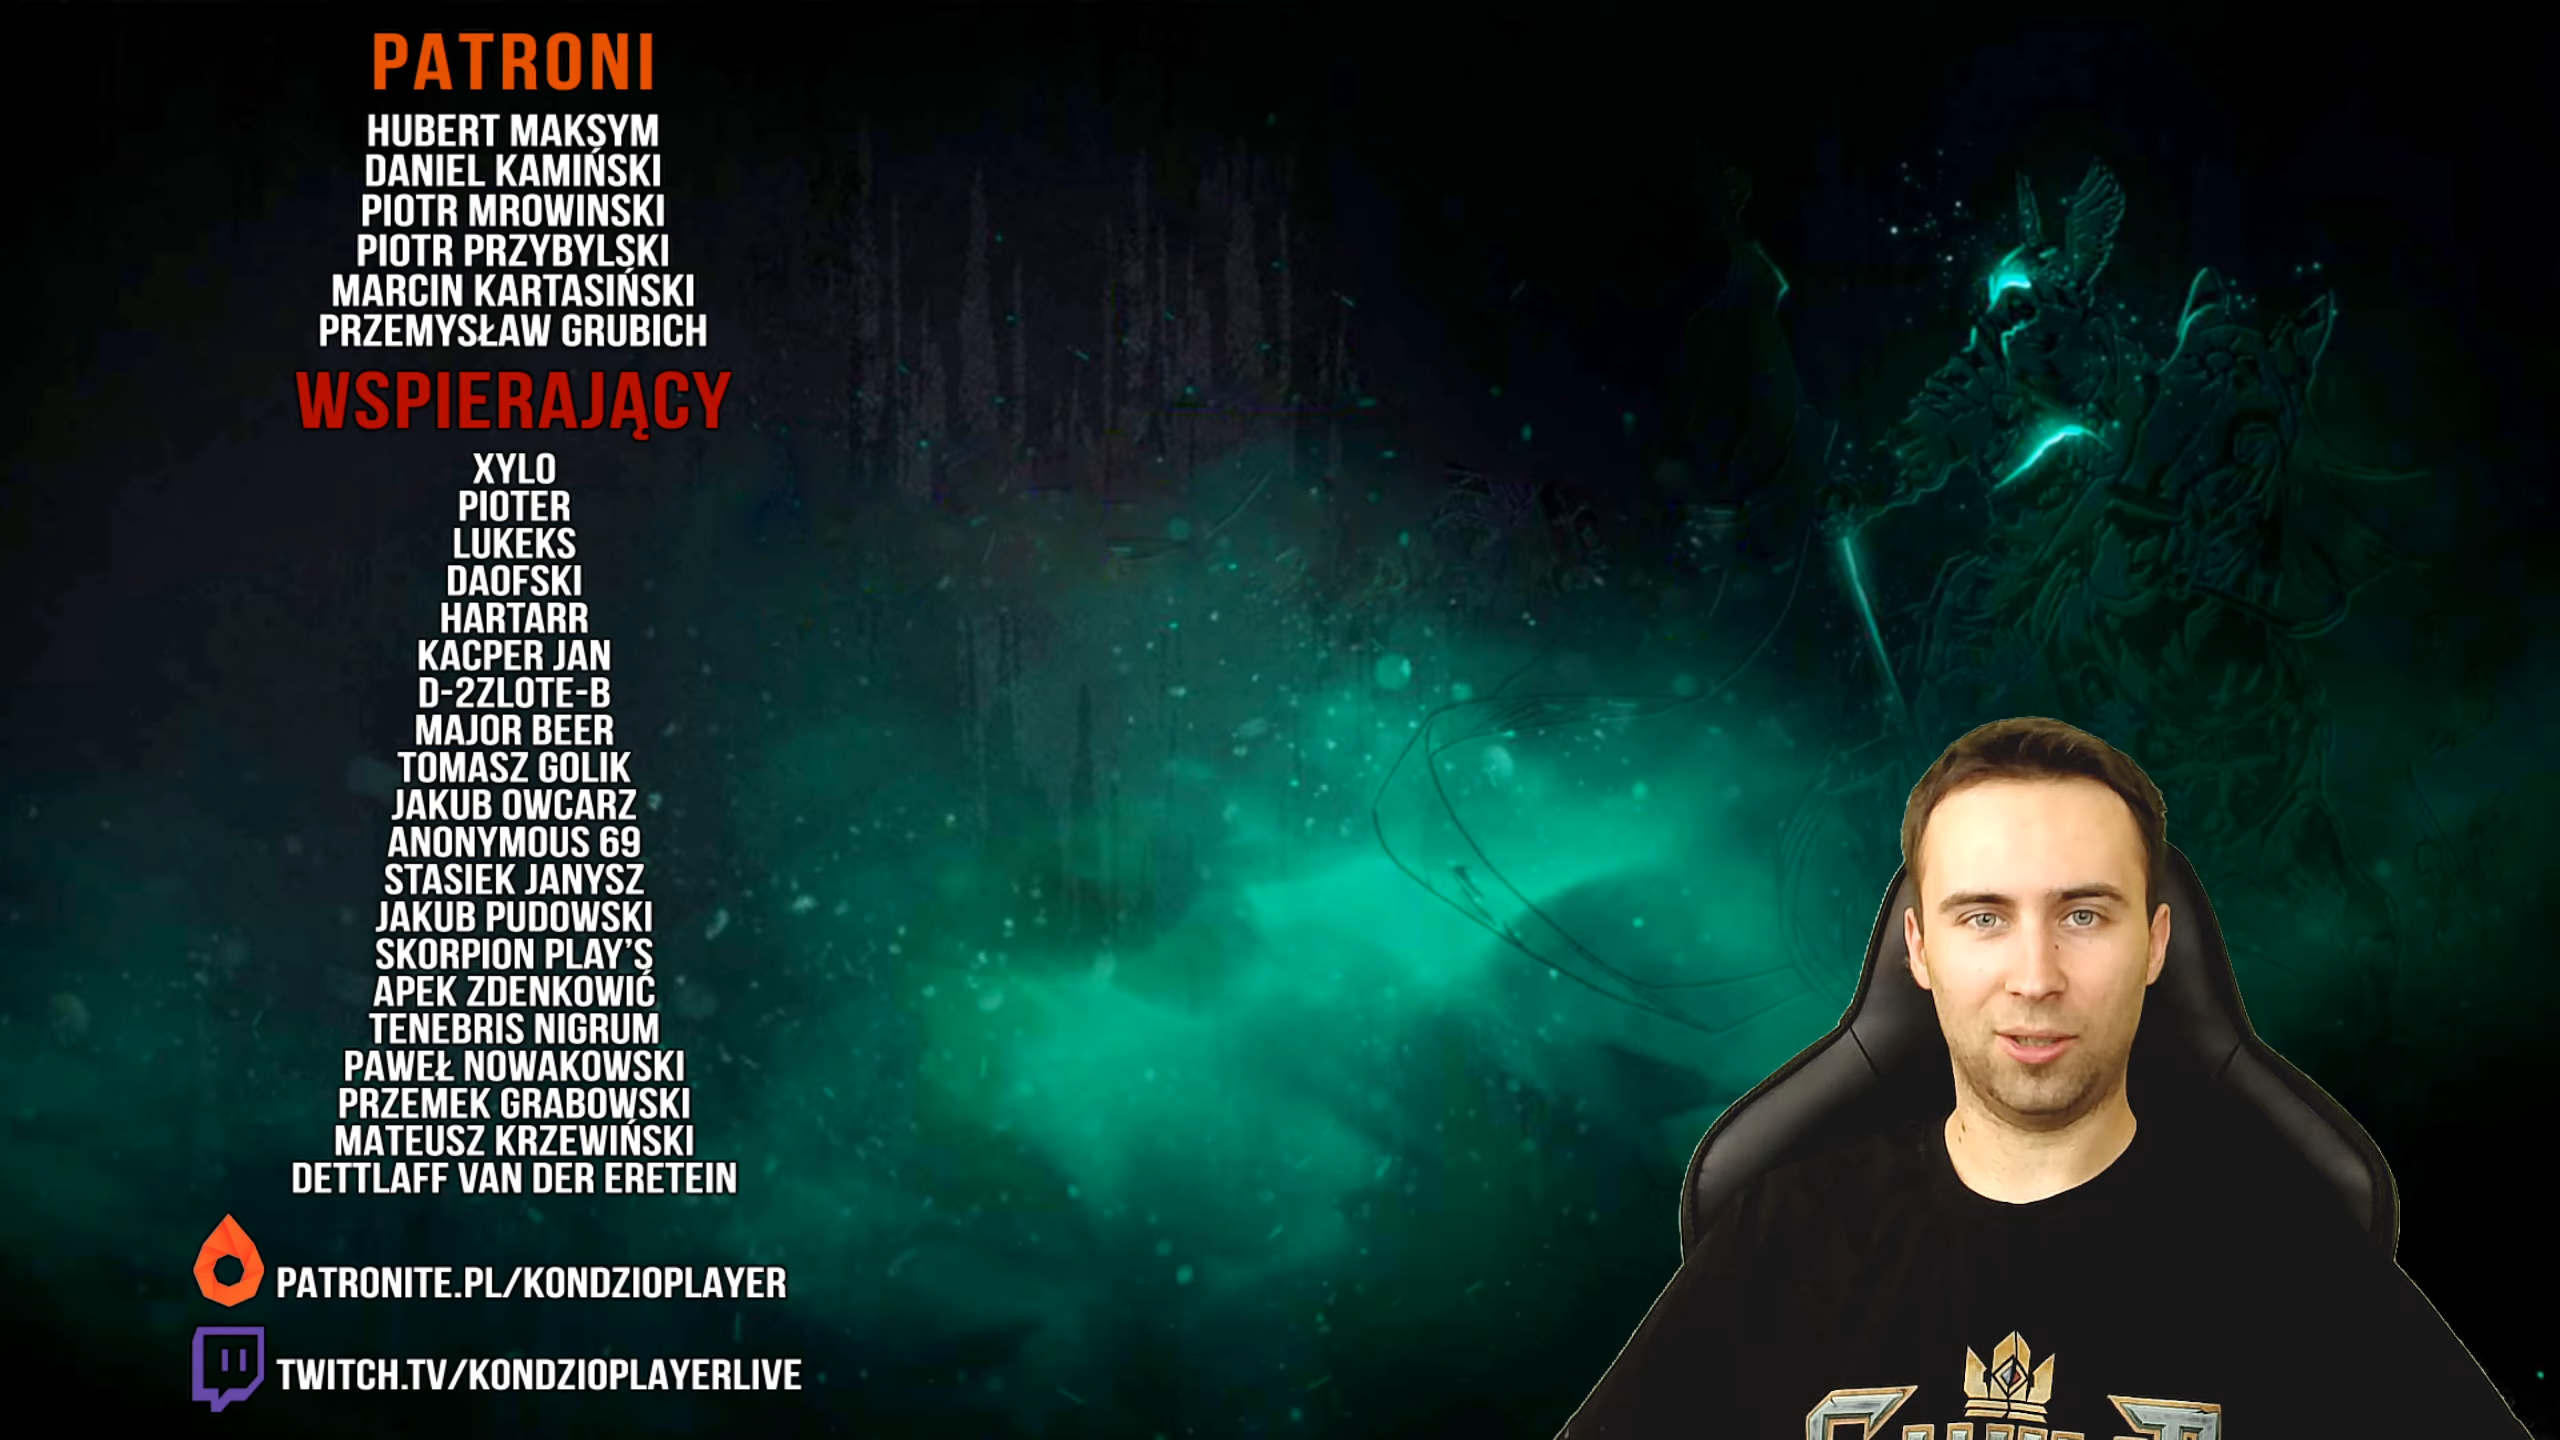 PATRONI
HUBERT MAKSYM
DANIEL KAMIŃSKI
PIOTR MROWINSKI
PIOTR PRZYBYLSKI
MARCIN KARTASIŃSKI
PRZEMYSŁAW GRUBICH
WSPIERAJĄCY
XYLO
PIOTER
LUKEKS
DAOFSKI
HARTARR
KACPER JAN
D-2ZLOTE-B
MAJOR BEER
TOMASZ GOLIK
JAKUB OWCARZ
ANONYMOUS 69
STASIEK JANYSZ
JAKUB PUDOWSKI
SKORPION PLAY'S
APEK ZDENKOWIĆ
TENEBRIS NIGRUM
PAWEŁ NOWAKOWSKI
PRZEMEK GRABOWSKI
MATEUSZ KRZEWIŃSKI
DETTLAFF VAN DER ERETEIN
PATRONITE.PL/KONDZIOPLAYER
TWITCH.TV/KONDZIOPLAYERLIVE